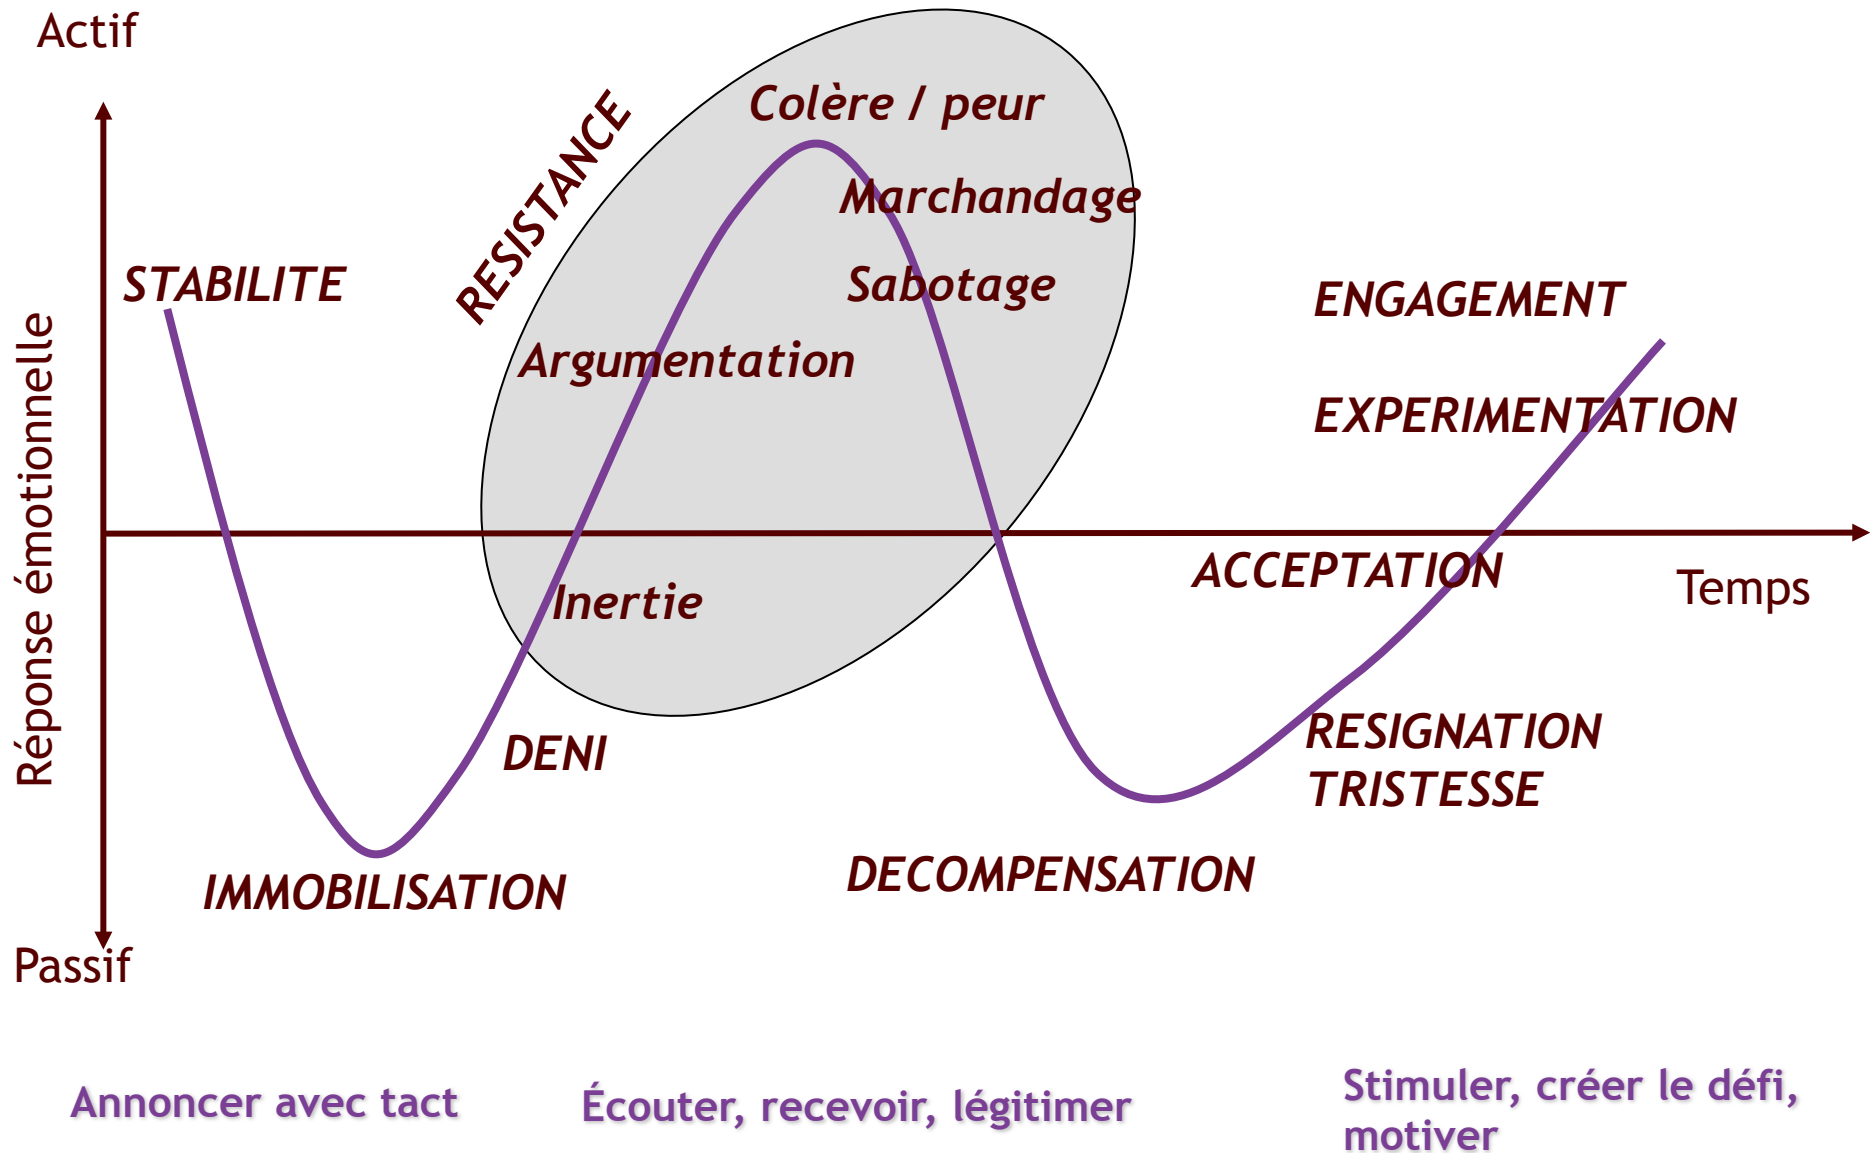 Actif
Colère / peur
RESISTANCE
Marchandage
STABILITE
Sabotage
ENGAGEMENT
Argumentation
EXPERIMENTATION
Réponse émotionnelle
ACCEPTATION
Temps
Inertie
DENI
RESIGNATION
TRISTESSE
IMMOBILISATION
DECOMPENSATION
Passif
Annoncer avec tact
Écouter, recevoir, légitimer
Stimuler, créer le défi,
motiver